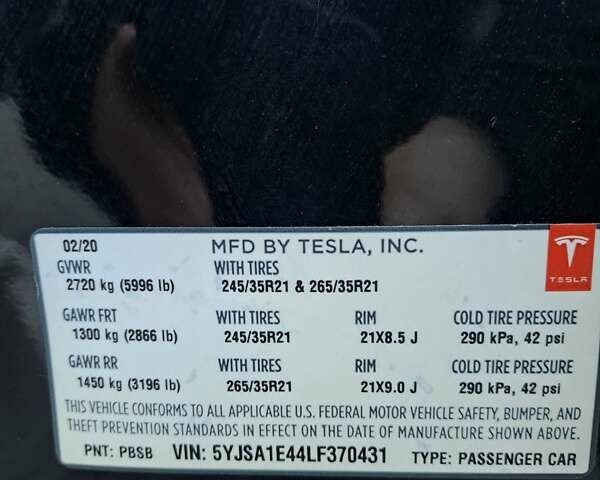 02/20 MFD BY TESLA, INC. TESLA
GVWR WITH TIRES
2720 kg (5996 lb) 245/35R21 & 265/35R21
GAWR FRT WITH TIRES RIM COLD TIRE PRESSURE
1300 kg (2866 lb) 245/35R21 21X8.5 J 290 kPa, 42 psi
GAWR RR WITH TIRES RIM COLD TIRE PRESSURE
1450 kg (3196 lb) 265/35R21 21X9.0 J 290 kPa, 42 psi
THIS VEHICLE CONFORMS TO ALL APPLICABLE U.S. FEDERAL MOTOR VEHICLE SAFETY, BUMPER, AND
THEFT PREVENTION STANDARDS IN EFFECT ON THE DATE OF MANUFACTURE SHOWN ABOVE.
PNT: PBSB VIN: 5YJSA1E44LF370431 TYPE: PASSENGER CAR